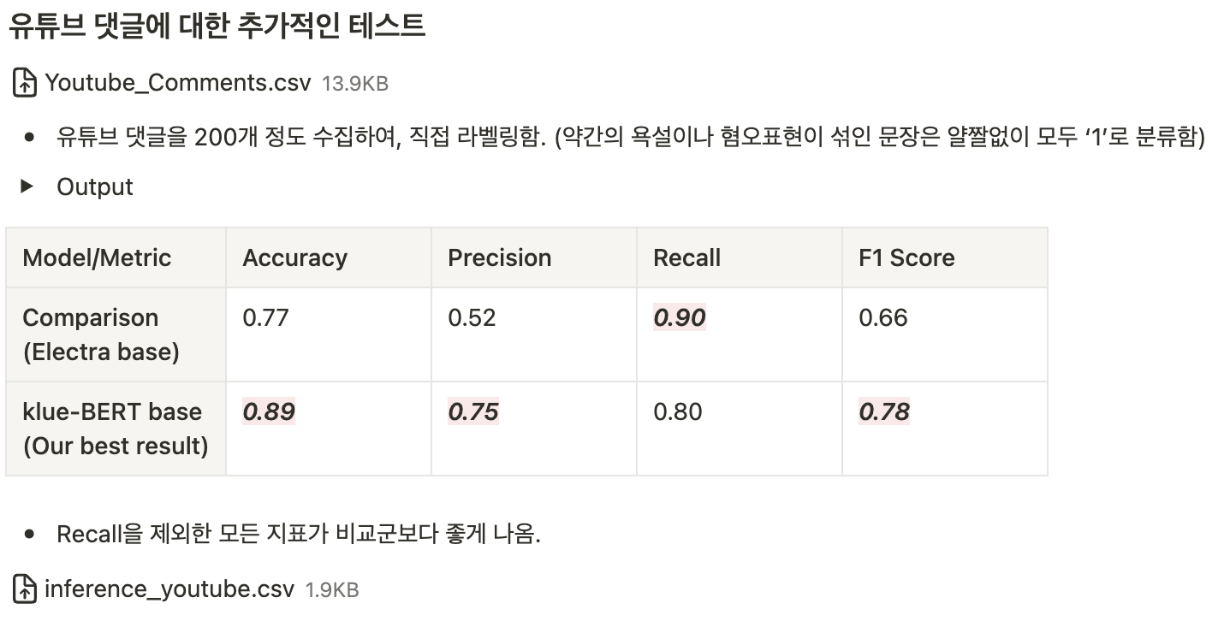 유튜브 댓글에 대한 추가적인 테스트
Youtube_Comments.csv 13.9KB
• 유튜브 댓글을 200개 정도 수집하여, 직접 라벨링함. (약간의 욕설이나 혐오표현이 섞인 문장은 얄짤없이 모두 ‘1’로 분류함)
▶ Output
Model/Metric Accuracy Precision Recall F1 Score
Comparison
(Electra base) 0.77 0.52 0.90 0.66
klue-BERT base
(Our best result) 0.89 0.75 0.80 0.78
• Recall을 제외한 모든 지표가 비교군보다 좋게 나옴.
inference_youtube.csv 1.9KB